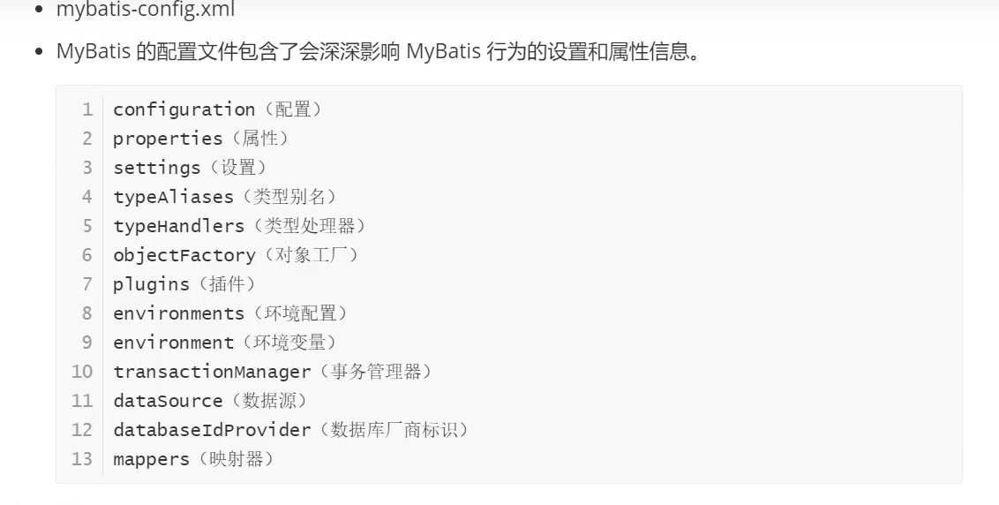 mybatis-config.xml
MyBatis 的配置文件包含了会深深影响 MyBatis 行为的设置和属性信息。
1 configuration（配置）
2 properties（属性）
3 settings（设置）
4 typeAliases（类型别名）
5 typeHandlers（类型处理器）
6 objectFactory（对象工厂）
7 plugins（插件）
8 environments（环境配置）
9 environment（环境变量）
10 transactionManager（事务管理器）
11 dataSource（数据源）
12 databaseIdProvider（数据库厂商标识）
13 mappers（映射器）